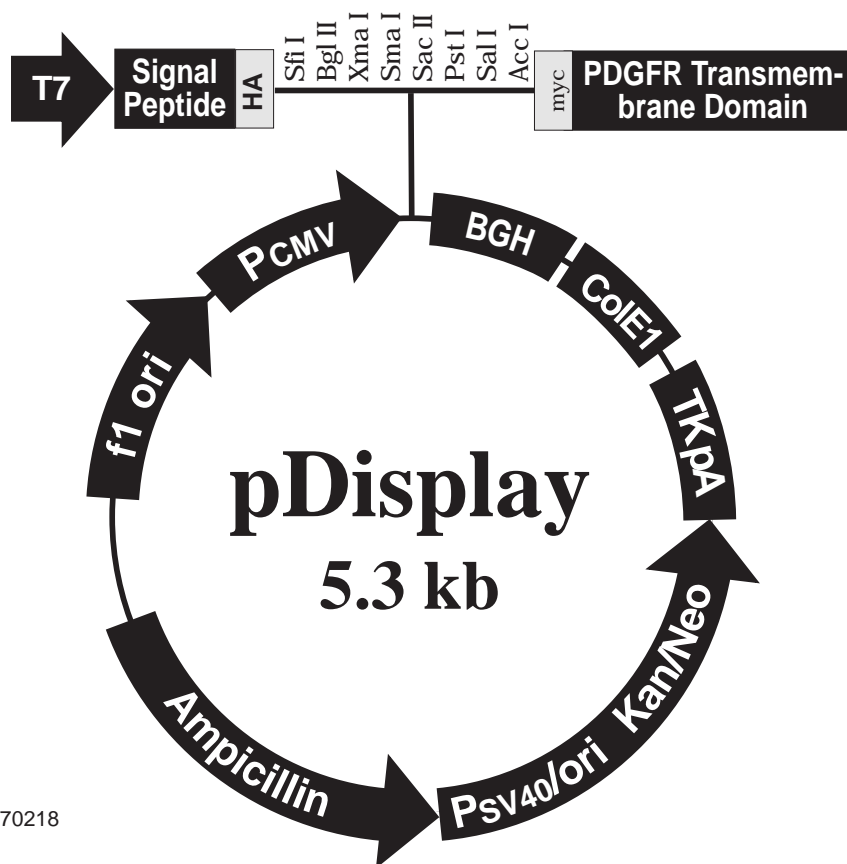 T7
Signal
Peptide
HA
Sfi I
Bgl II
Xma I
Sma I
Sac II
Pst I
Sal I
Acc I
myc
PDGFR Transmem-
brane Domain
PCMV
BGH
ColE1
TKpA
f1 ori
pDisplay
5.3 kb
Ampicillin
PSV40/ori Kan/Neo
70218